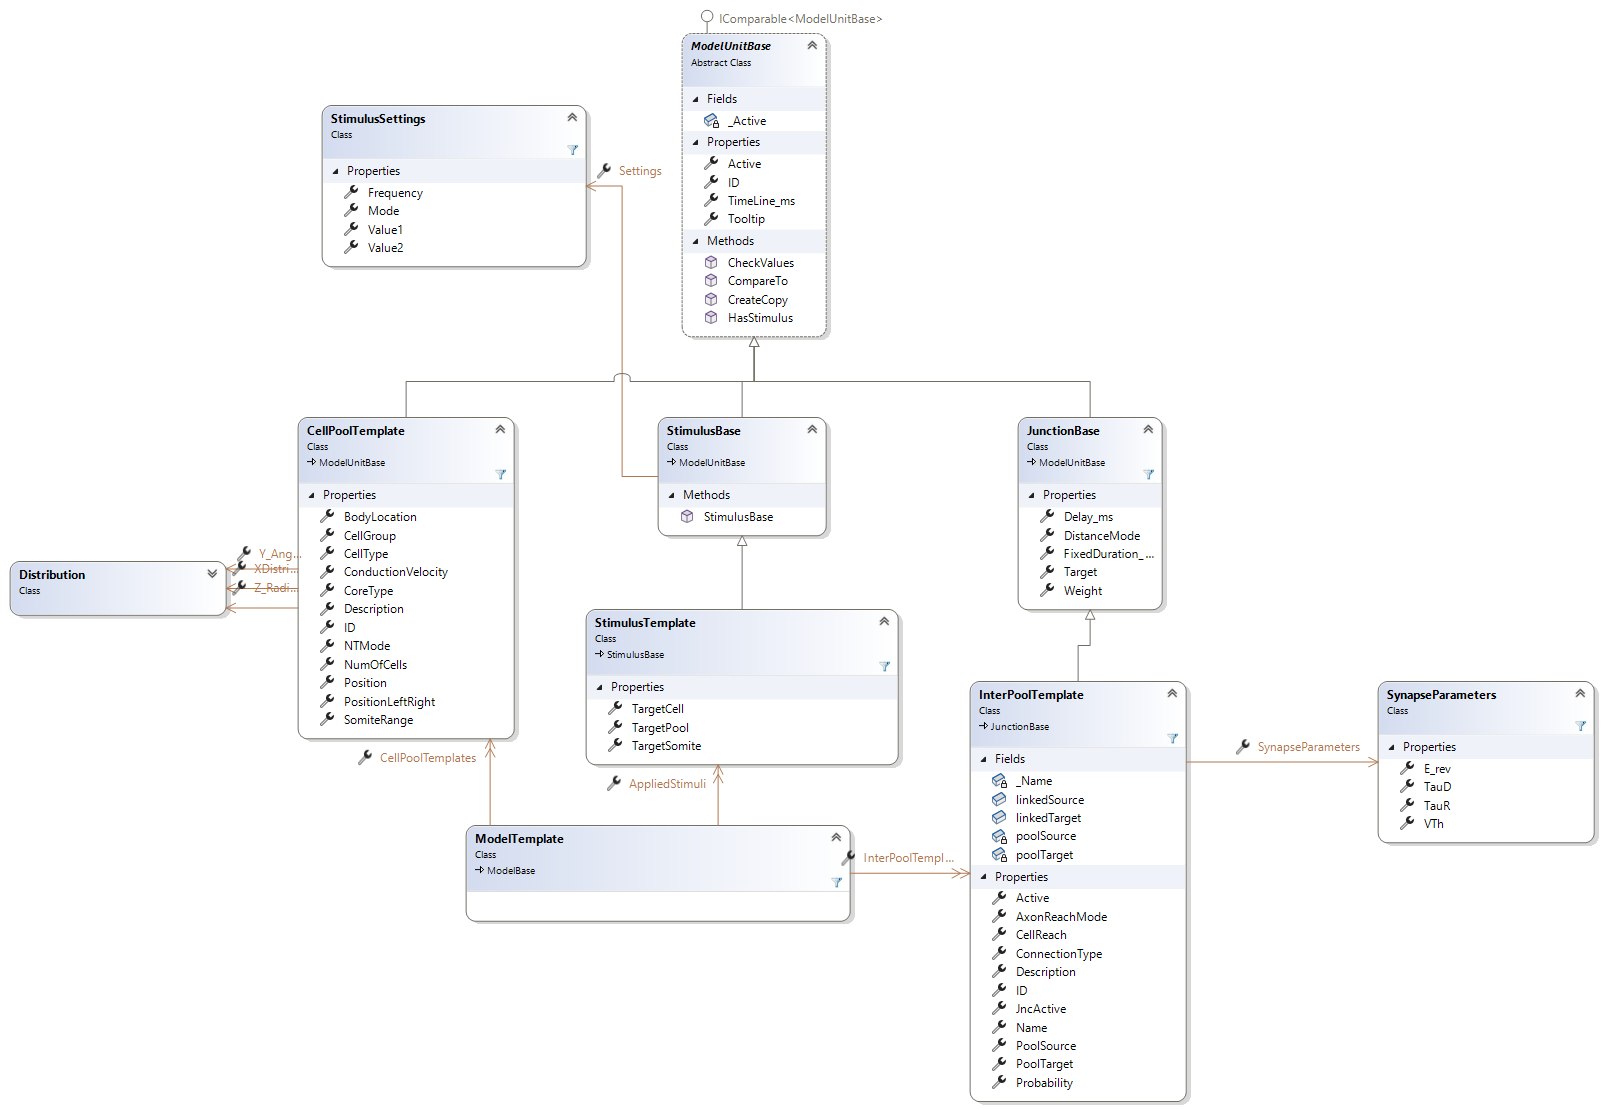 IComparable<ModelUnitBase>
ModelUnitBase
Abstract Class
Fields
_Active
Properties
Active
ID
TimeLine_ms
Tooltip
Methods
CheckValues
CompareTo
CreateCopy
HasStimulus
StimulusSettings
Class
Properties
Frequency
Mode
Value1
Value2
Settings
CellPoolTemplate
Class
ModelUnitBase
Properties
BodyLocation
CellGroup
CellType
ConductionVelocity
CoreType
Description
ID
NTMode
NumOfCells
Position
PositionLeftRight
SomiteRange
StimulusBase
Class
ModelUnitBase
Methods
StimulusBase
JunctionBase
Class
ModelUnitBase
Properties
Delay_ms
DistanceMode
FixedDuration_...
Target
Weight
Distribution
Class
Y_Ang...
XDistri...
Z_Radi...
StimulusTemplate
Class
StimulusBase
Properties
TargetCell
TargetPool
TargetSomite
CellPoolTemplates
AppliedStimuli
ModelTemplate
Class
ModelBase
InterPoolTempl...
InterPoolTemplate
Class
JunctionBase
Fields
_Name
linkedSource
linkedTarget
poolSource
poolTarget
Properties
Active
AxonReachMode
CellReach
ConnectionType
Description
ID
JncActive
Name
PoolSource
PoolTarget
Probability
SynapseParameters
SynapseParameters
Class
Properties
E_rev
TauD
TauR
VTh